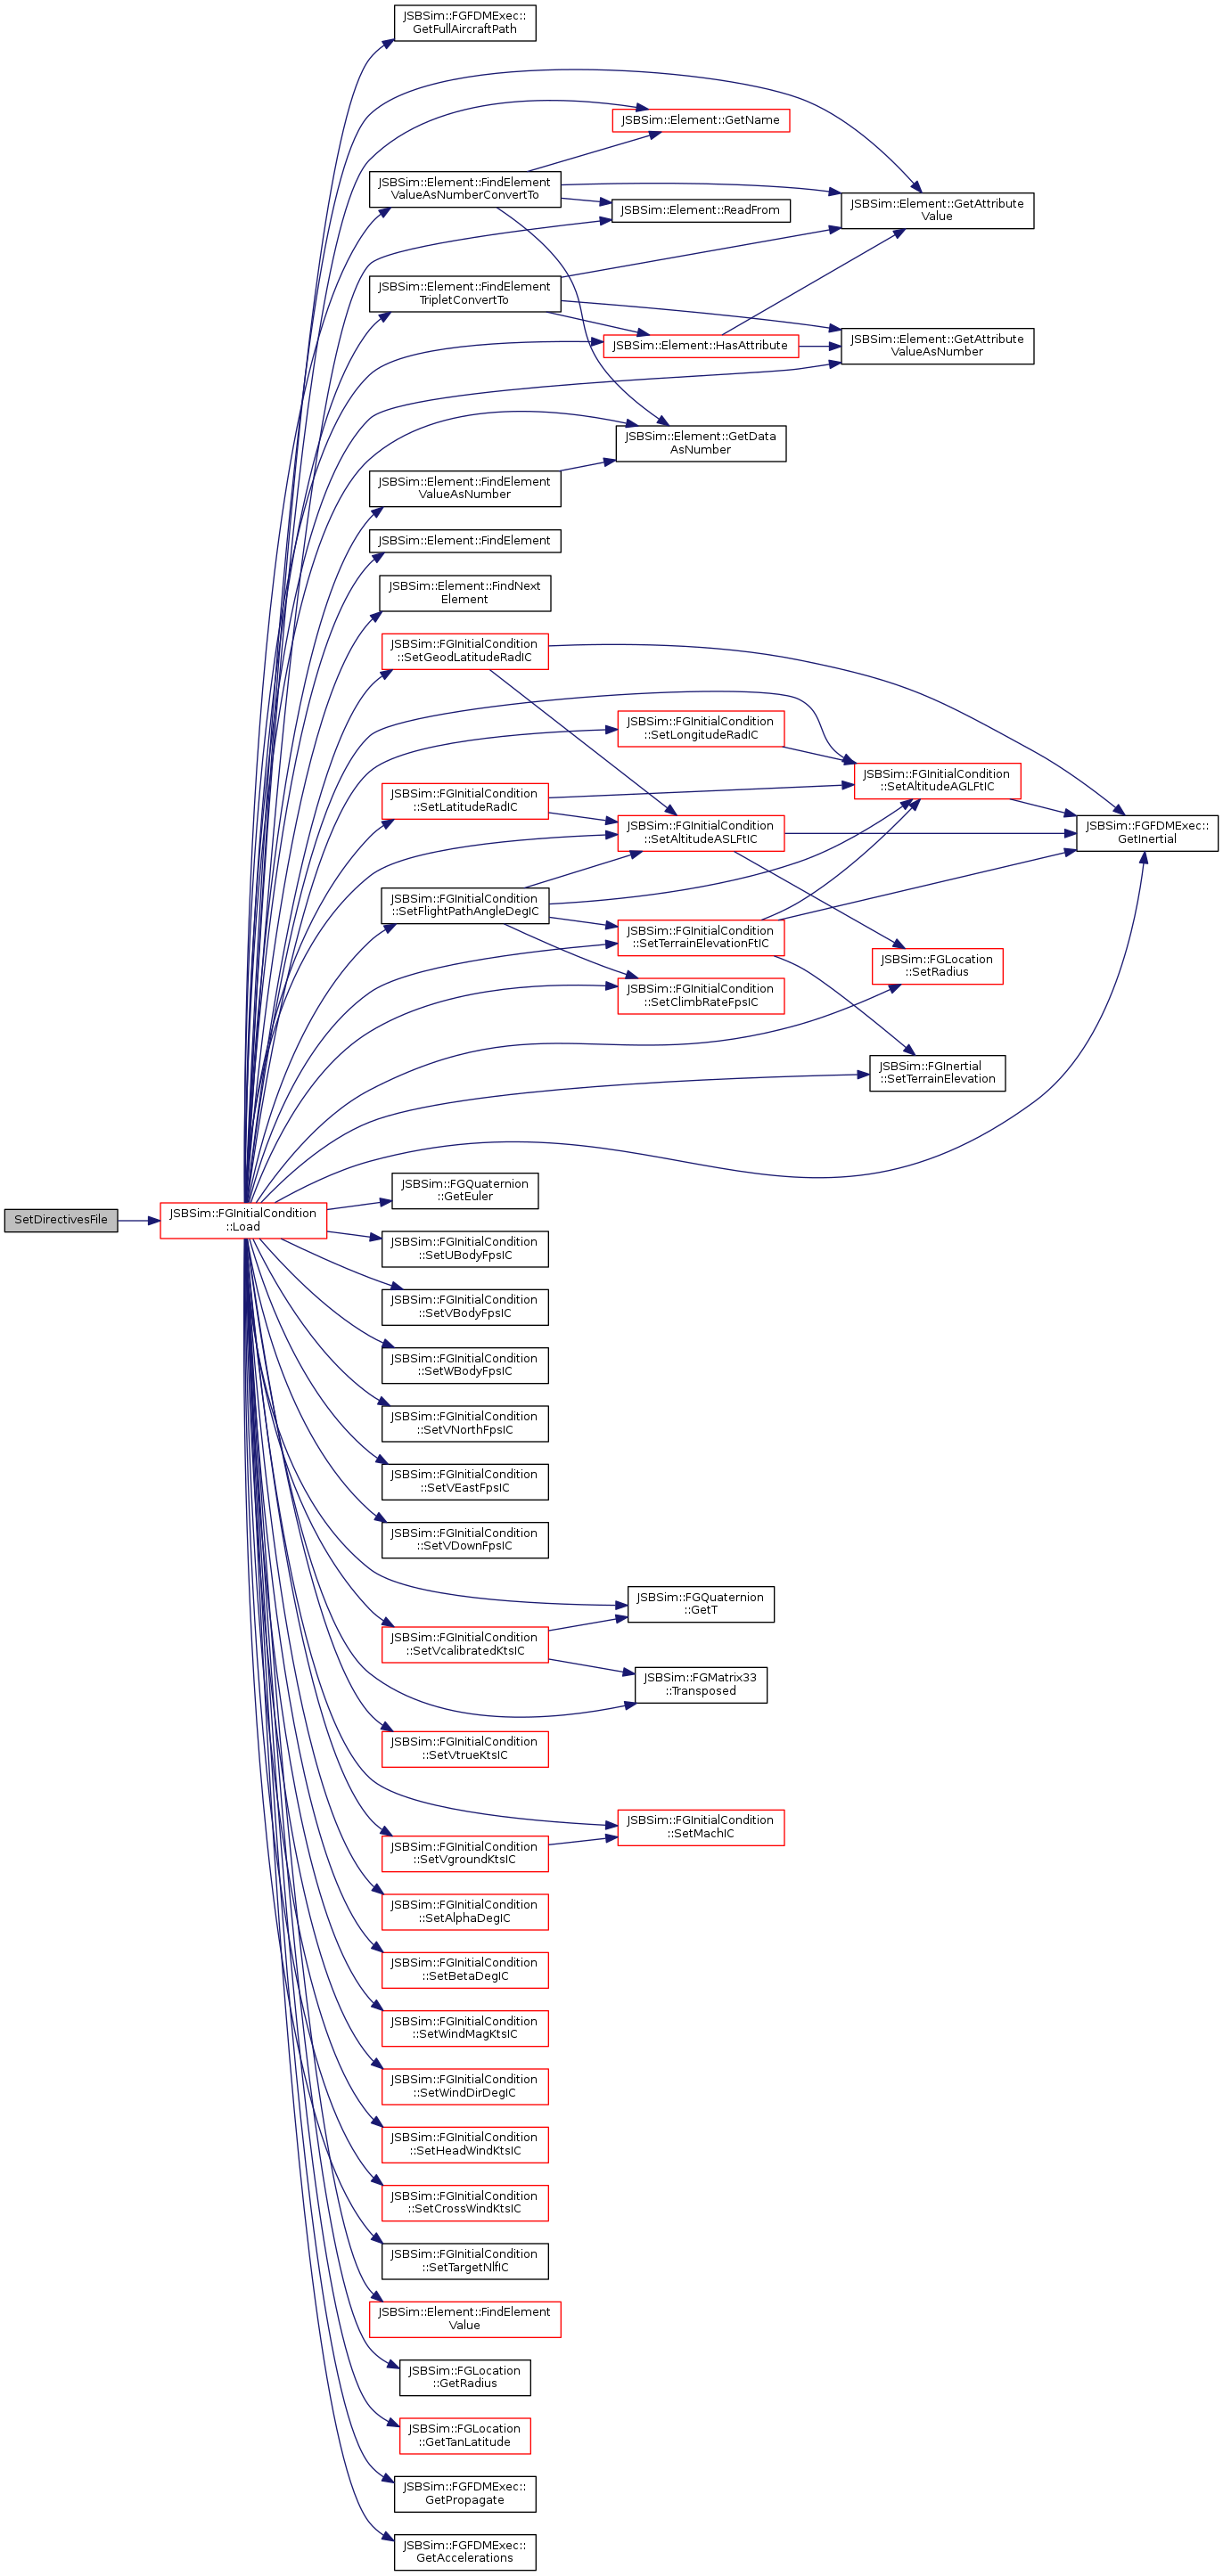 JSBSim::FGFDMExec::
GetFullAircraftPath
JSBSim::Element::GetName
JSBSim::Element::FindElement
ValueAsNumberConvertTo
JSBSim::Element::ReadFrom
JSBSim::Element::GetAttribute
Value
JSBSim::Element::FindElement
TripletConvertTo
JSBSim::Element::HasAttribute
JSBSim::Element::GetAttribute
ValueAsNumber
JSBSim::Element::GetData
AsNumber
JSBSim::Element::FindElement
ValueAsNumber
JSBSim::Element::FindElement
JSBSim::Element::FindNext
Element
JSBSim::FGInitialCondition
::SetGeodLatitudeRadIC
JSBSim::FGInitialCondition
::SetLongitudeRadIC
JSBSim::FGInitialCondition
::SetAltitudeAGLFtIC
JSBSim::FGInitialCondition
::SetLatitudeRadIC
JSBSim::FGInitialCondition
::SetAltitudeASLFtIC
JSBSim::FGFDMExec::
GetInertial
JSBSim::FGInitialCondition
::SetFlightPathAngleDegIC
JSBSim::FGInitialCondition
::SetTerrainElevationFtIC
JSBSim::FGLocation
::SetRadius
JSBSim::FGInitialCondition
::SetClimbRateFpsIC
JSBSim::FGInertial
::SetTerrainElevation
JSBSim::FGQuaternion
::GetEuler
SetDirectivesFile
JSBSim::FGInitialCondition
::Load
JSBSim::FGInitialCondition
::SetUBodyFpsIC
JSBSim::FGInitialCondition
::SetVBodyFpsIC
JSBSim::FGInitialCondition
::SetWBodyFpsIC
JSBSim::FGInitialCondition
::SetVNorthFpsIC
JSBSim::FGInitialCondition
::SetVEastFpsIC
JSBSim::FGInitialCondition
::SetVDownFpsIC
JSBSim::FGQuaternion
::GetT
JSBSim::FGInitialCondition
::SetVcalibratedKtsIC
JSBSim::FGMatrix33
::Transposed
JSBSim::FGInitialCondition
::SetVtrueKtsIC
JSBSim::FGInitialCondition
::SetMachIC
JSBSim::FGInitialCondition
::SetVgroundKtsIC
JSBSim::FGInitialCondition
::SetAlphaDegIC
JSBSim::FGInitialCondition
::SetBetaDegIC
JSBSim::FGInitialCondition
::SetWindMagKtsIC
JSBSim::FGInitialCondition
::SetWindDirDegIC
JSBSim::FGInitialCondition
::SetHeadWindKtsIC
JSBSim::FGInitialCondition
::SetCrossWindKtsIC
JSBSim::FGInitialCondition
::SetTargetNlfIC
JSBSim::Element::FindElement
Value
JSBSim::FGLocation
::GetRadius
JSBSim::FGLocation
::GetTanLatitude
JSBSim::FGFDMExec::
GetPropagate
JSBSim::FGFDMExec::
GetAccelerations